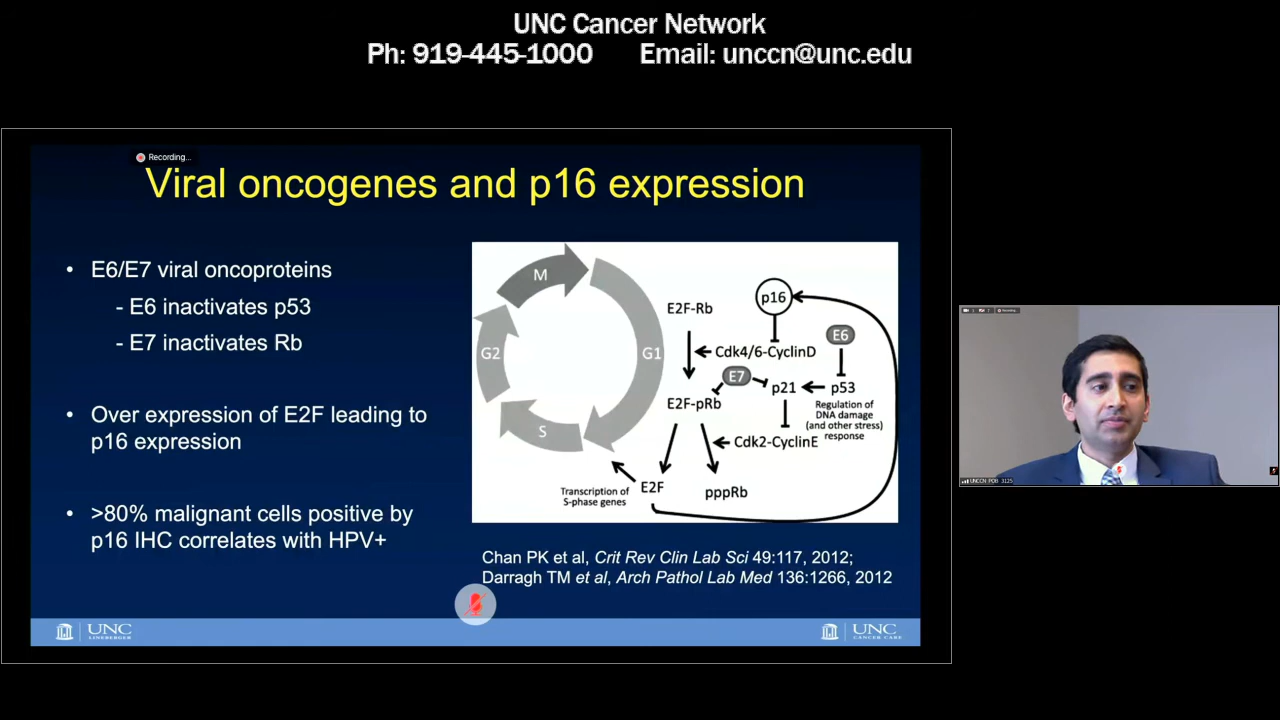 UNC Cancer Network
Ph: 919-445-1000 Email: unccn@unc.edu
Recording...
Viral oncogenes and p16 expression
• E6/E7 viral oncoproteins
- E6 inactivates p53
- E7 inactivates Rb
• Over expression of E2F leading to
p16 expression
• >80% malignant cells positive by
p16 IHC correlates with HPV+
M
G1
S
G2
E2F-Rb
p16
Cdk4/6-CyclinD
E6
E7
p21
p53
E2F-pRb
Regulation of
DNA damage
(and other stress)
response
Cdk2-CyclinE
E2F
pppRb
Transcription of
S-phase genes
Chan PK et al, Crit Rev Clin Lab Sci 49:117, 2012;
Darragh TM et al, Arch Pathol Lab Med 136:1266, 2012
UNC
LINEBERGER
UNC
CANCER CARE
Recording...
UNCCN POB 3125